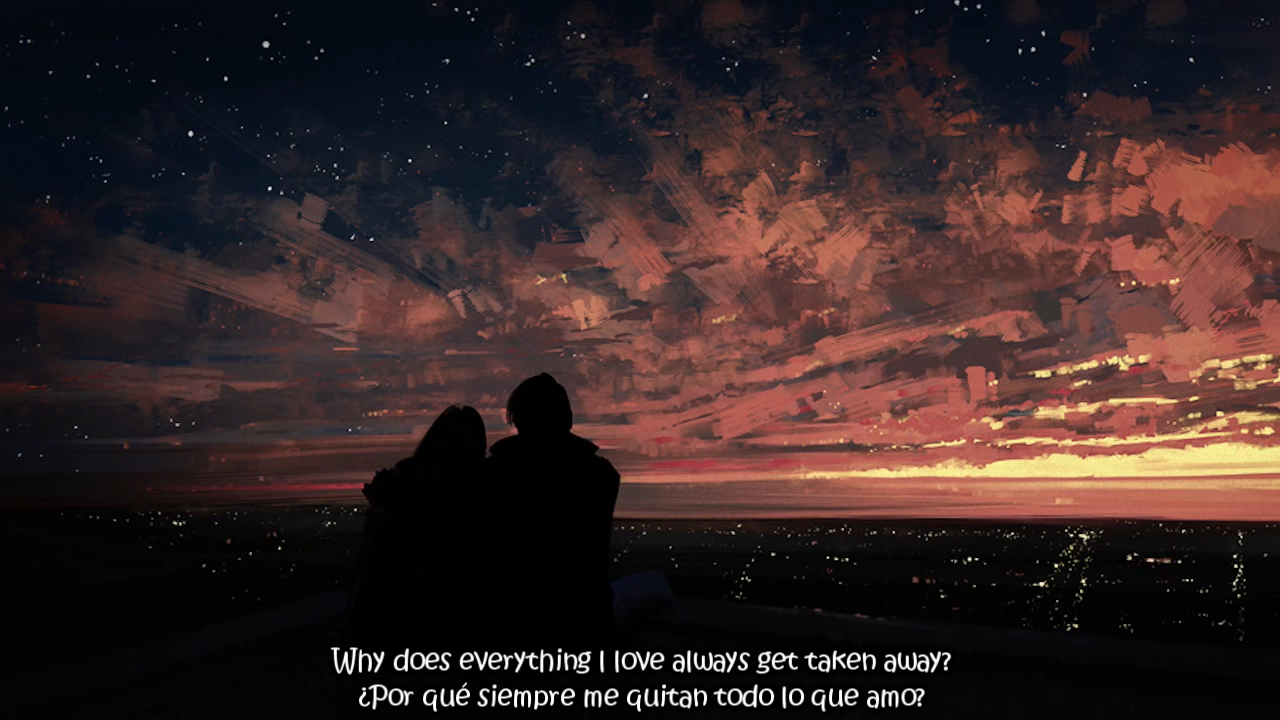 Why does everything I love always get taken away?
¿Por qué siempre me quitan todo lo que amo?